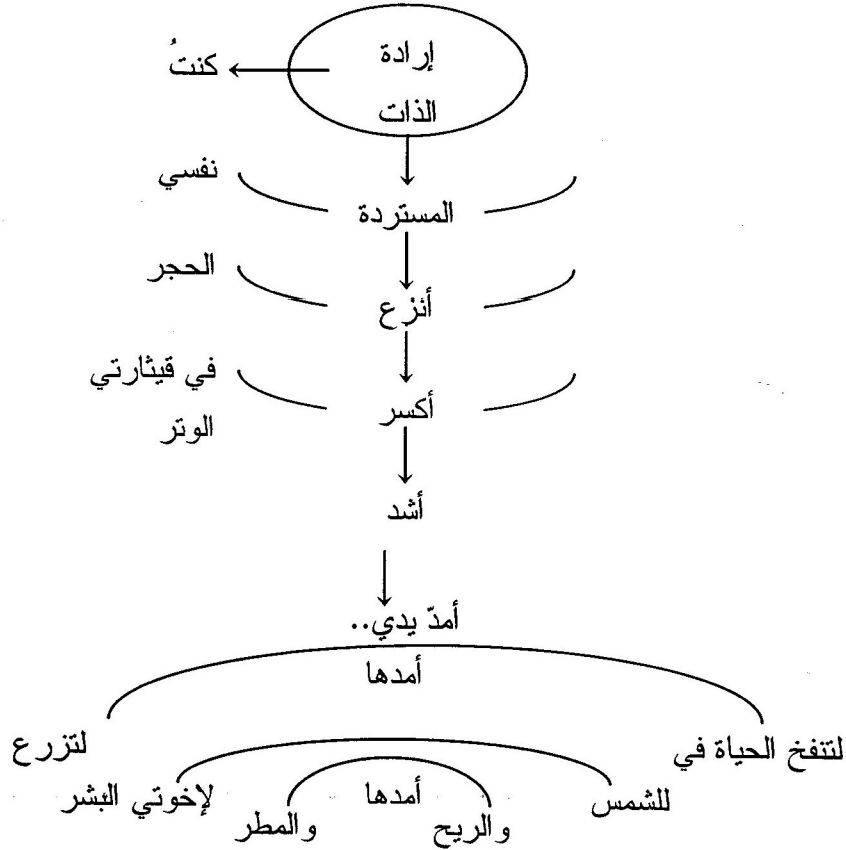 إرادة
كنتُ
الذات
نفسي
المستردة
الحجر
أنزع
في قيثارتي
أكسر
الوتر
أشد
أمدّ يدي..
أمدها
لتنفخ الحياة في
لتزرع
للشمس
أمدها
لإخوتي البشر
والريح
والمطر